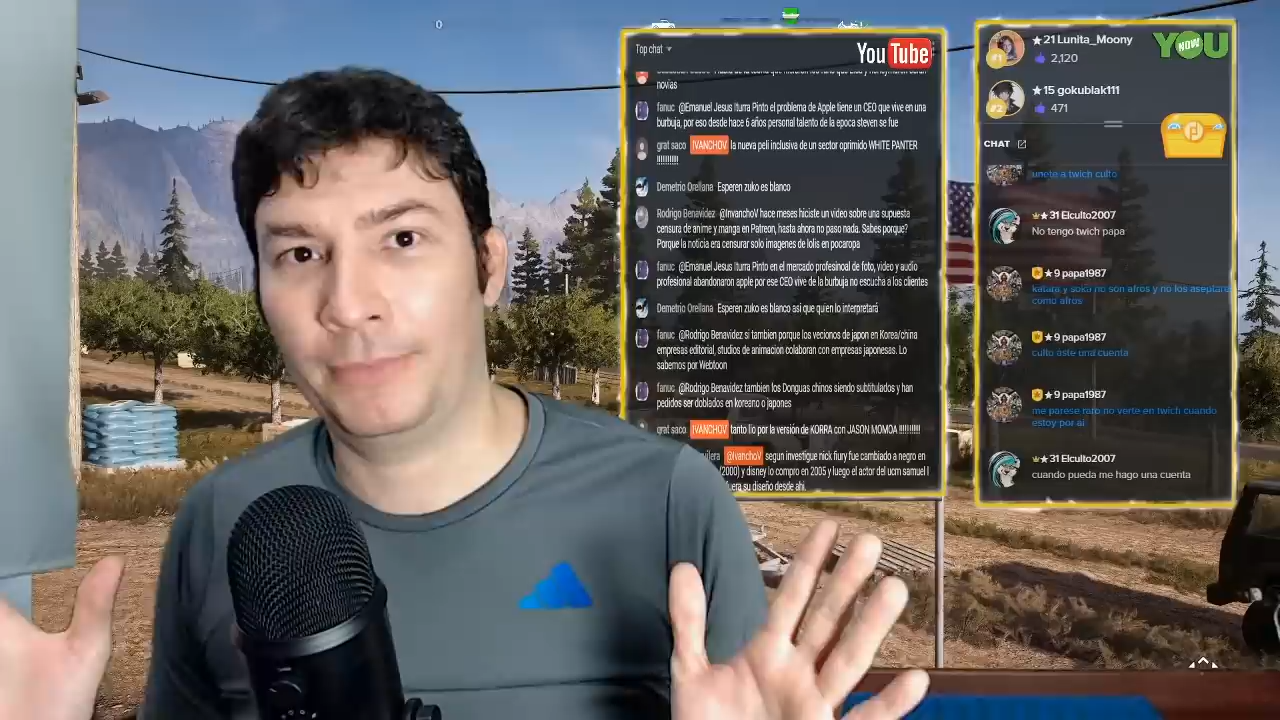 0
Top chat
YouTube
novias
fanuc @Emanuel Jesus Iturra Pinto el problema de Apple tiene un CEO que vive en una
burbuja, por eso desde hace 6 años personal talento de la epoca steven se fue
grat saco IVANCHOV la nueva peli inclusiva de un sector oprimido WHITE PANTER
!!!!!!!!!!
Demetrio Orellana Esperen zuko es blanco
Rodrigo Benavidez @InvanchoV hace meses hiciste un video sobre una supuesta
censura de anime y manga en Patreon, hasta ahora no paso nada. Sabes porque?
Porque la noticia era censurar solo imagenes de lolis en pocaropa
fanuc @Emanuel Jesus Iturra Pinto en el mercado profesinoal de foto, video y audio
profesional abandonaron apple por ese CEO vive de la burbuja no escucha a los clientes
Demetrio Orellana Esperen zuko es blanco asi que quien lo interpretará
fanuc @Rodrigo Benavidez si tambien porque los vecionos de japon en Korea/china
empresas editorial, studios de animacion colaboran con empresas japonesas. Lo
sabemos por Webtoon
fanuc @Rodrigo Benavidez tambien los Donguas chinos siendo subtitulados y han
pedidos ser doblados en koreano o japones
grat saco IVANCHOV tanto lio por la versión de KORRA con JASON MOMOA !!!!!!!!!!
@IvanchoV segun investigue nick fiury fue cambiado a negro en
(2000) y disney lo compro en 2005 y luego el actor del ucm samuel l
su diseño desde ahi.
#1
★21 Lunita_Moony
2,120
YOU NOW
#2
★15 gokublak111
471
CHAT
unete a twich culto
★31 Elculto2007
No tengo twich papa
★9 papa1987
katara y soka no son afros y no los aseptare
como afros
★9 papa1987
culto aste una cuenta
★9 papa1987
me parese raro no verte en twich cuando
estoy por ai
★31 Elculto2007
cuando pueda me hago una cuenta